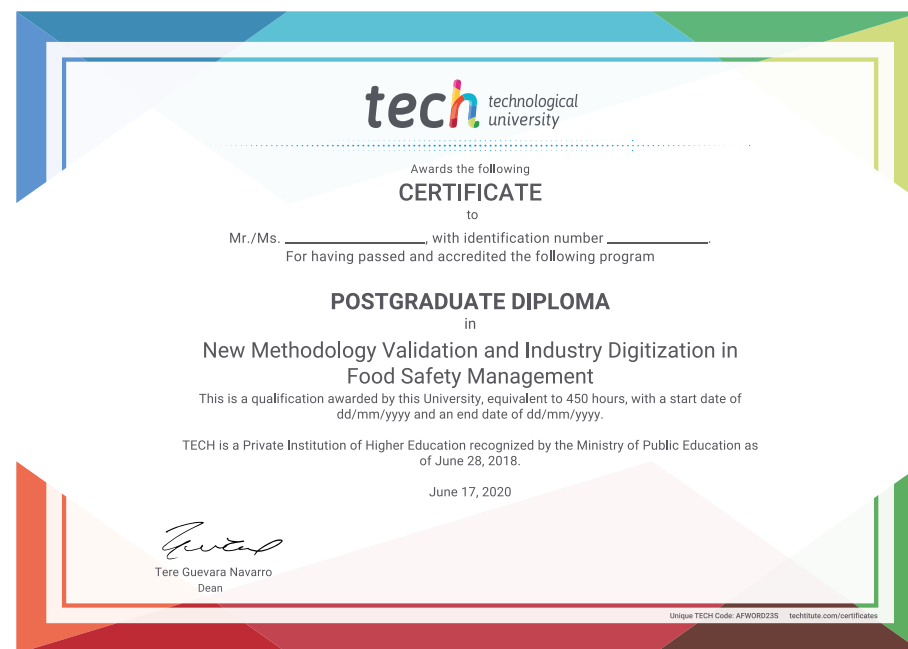 tech technological
university
Awards the following
CERTIFICATE
to
Mr./Ms. ____________________, with identification number ______________.
For having passed and accredited the following program
POSTGRADUATE DIPLOMA
in
New Methodology Validation and Industry Digitization in
Food Safety Management
This is a qualification awarded by this University, equivalent to 450 hours, with a start date of
dd/mm/yyyy and an end date of dd/mm/yyyy.
TECH is a Private Institution of Higher Education recognized by the Ministry of Public Education as
of June 28, 2018.
June 17, 2020
Tere Guevara Navarro
Dean
Unique TECH Code: AFWORD23S techtitute.com/certificates